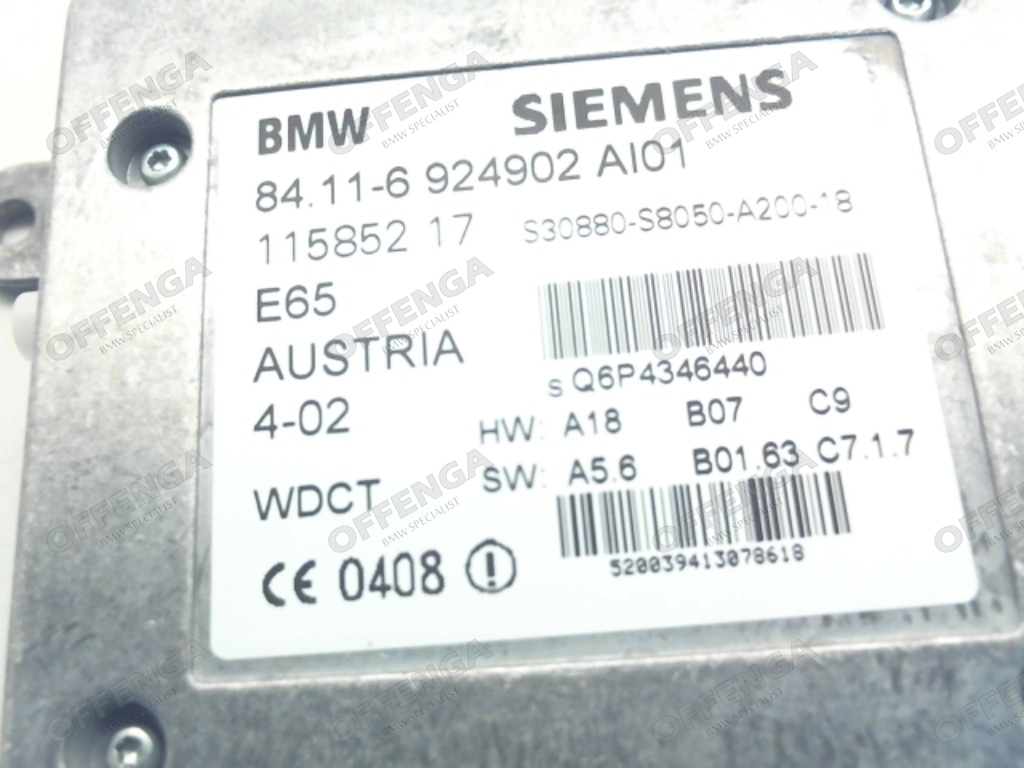 BMW SIEMENS
84.11-6 924902 AI01
115852 17 S30880-S8050-A200-18
E65
AUSTRIA
s Q6P4346440
4-02
HW: A18 B07 C9
SW: A5.6 B01.63 C7.1.7
WDCT
520039413078618
CE 0408 !
OFFENGA
BMW SPECIALIST